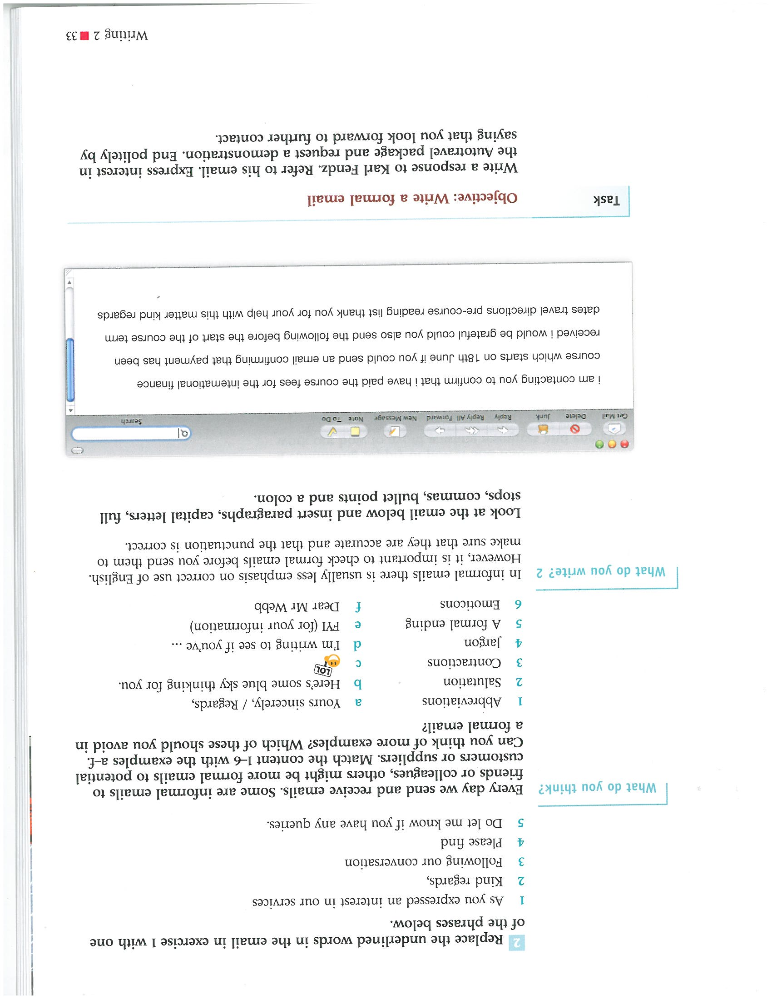 2 Replace the underlined words in the email in exercise 1 with one
of the phrases below.
1 As you expressed an interest in our services
2 Kind regards,
3 Following our conversation
4 Please find
5 Do let me know if you have any queries.
What do you think?
Every day we send and receive emails. Some are informal emails to
friends or colleagues, others might be more formal emails to potential
customers or suppliers. Match the content 1–6 with the examples a–f.
Can you think of more examples? Which of these should you avoid in
a formal email?
1 Abbreviations
2 Salutation
3 Contractions
4 Jargon
5 A formal ending
6 Emoticons
a Yours sincerely, / Regards,
b Here's some blue sky thinking for you.
c LOL
d I'm writing to see if you've ...
e FYI (for your information)
f Dear Mr Webb
What do you write? 2
In informal emails there is usually less emphasis on correct use of English.
However, it is important to check formal emails before you send them to
make sure that they are accurate and that the punctuation is correct.
Look at the email below and insert paragraphs, capital letters, full
stops, commas, bullet points and a colon.
Get Mail Delete Junk Reply Reply All Forward New Message Note To Do Search
i am contacting you to confirm that i have paid the course fees for the international finance
course which starts on 18th June if you could send an email confirming that payment has been
received i would be grateful could you also send the following before the start of the course term
dates travel directions pre-course reading list thank you for your help with this matter kind regards
Task
Objective: Write a formal email
Write a response to Karl Fendz. Refer to his email. Express interest in
the Autotravel package and request a demonstration. End politely by
saying that you look forward to further contact.
Writing 2 ■ 33